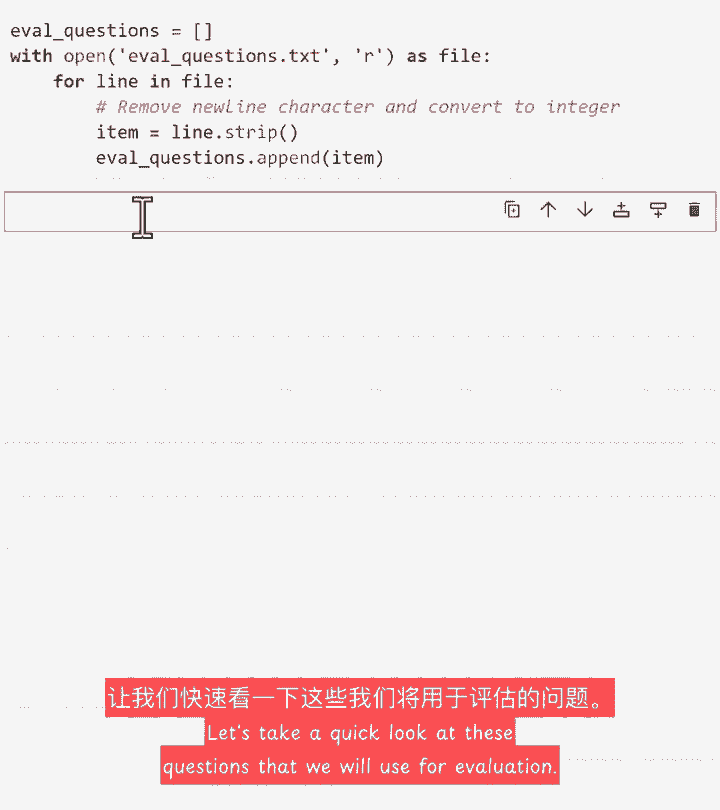 eval_questions = []
with open('eval_questions.txt', 'r') as file:
    for line in file:
        # Remove newline character and convert to integer
        item = line.strip()
        eval_questions.append(item)
让我们快速看一下这些我们将用于评估的问题。
Let's take a quick look at these
questions that we will use for evaluation.